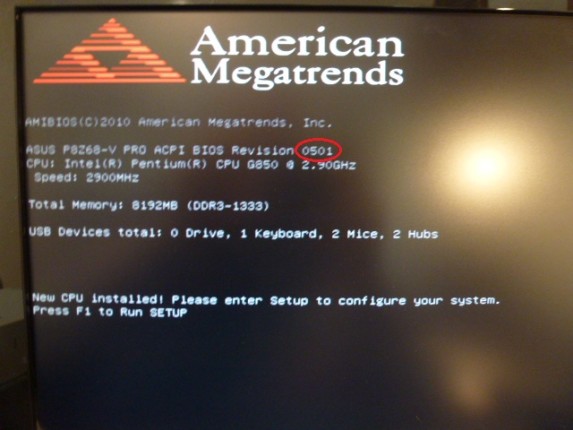 American
Megatrends
AMIBIOS(C)2010 American Megatrends, Inc.
ASUS P8Z68-V PRO ACPI BIOS Revision 0501
CPU: Intel(R) Pentium(R) CPU G850 @ 2.90GHz
Speed: 2900MHz
Total Memory: 8192MB (DDR3-1333)
USB Devices total: 0 Drive, 1 Keyboard, 2 Mice, 2 Hubs
New CPU installed! Please enter Setup to configure your system.
Press F1 to Run SETUP